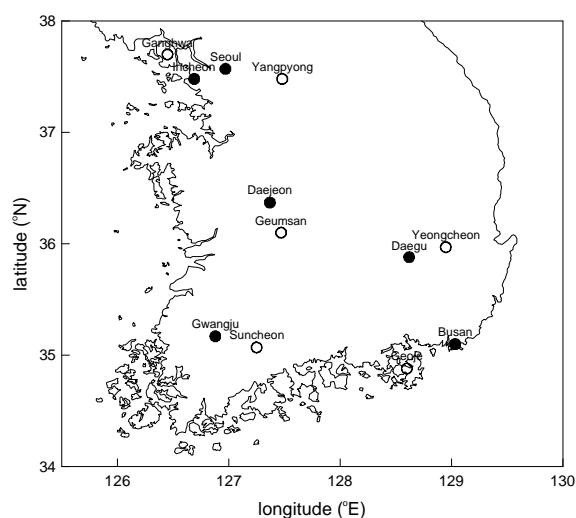 38
Ganghwa
Seoul
Incheon
Yangpyong
37
Daejeon
Geumsan
36
Yeongcheon
Daegu
Gwangju
Suncheon
Busan
35
Geoje
34
126
127
128
129
130
latitude (°N)
longitude (°E)